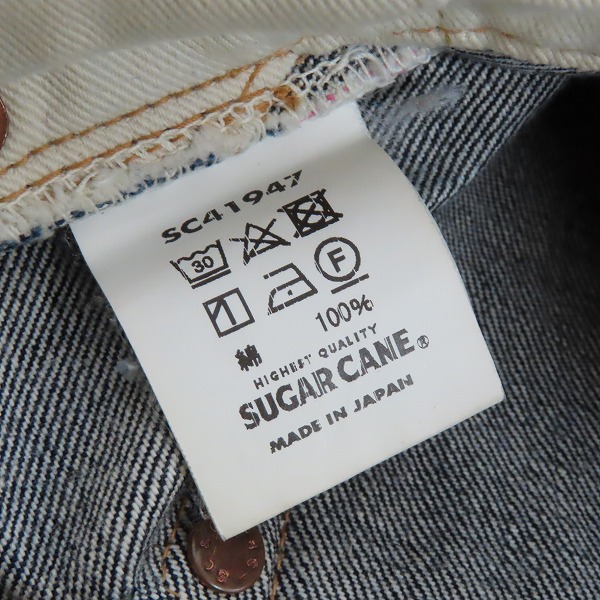 SC41947
30
F
綿 100%
HIGHEST QUALITY
SUGAR CANE®
MADE IN JAPAN